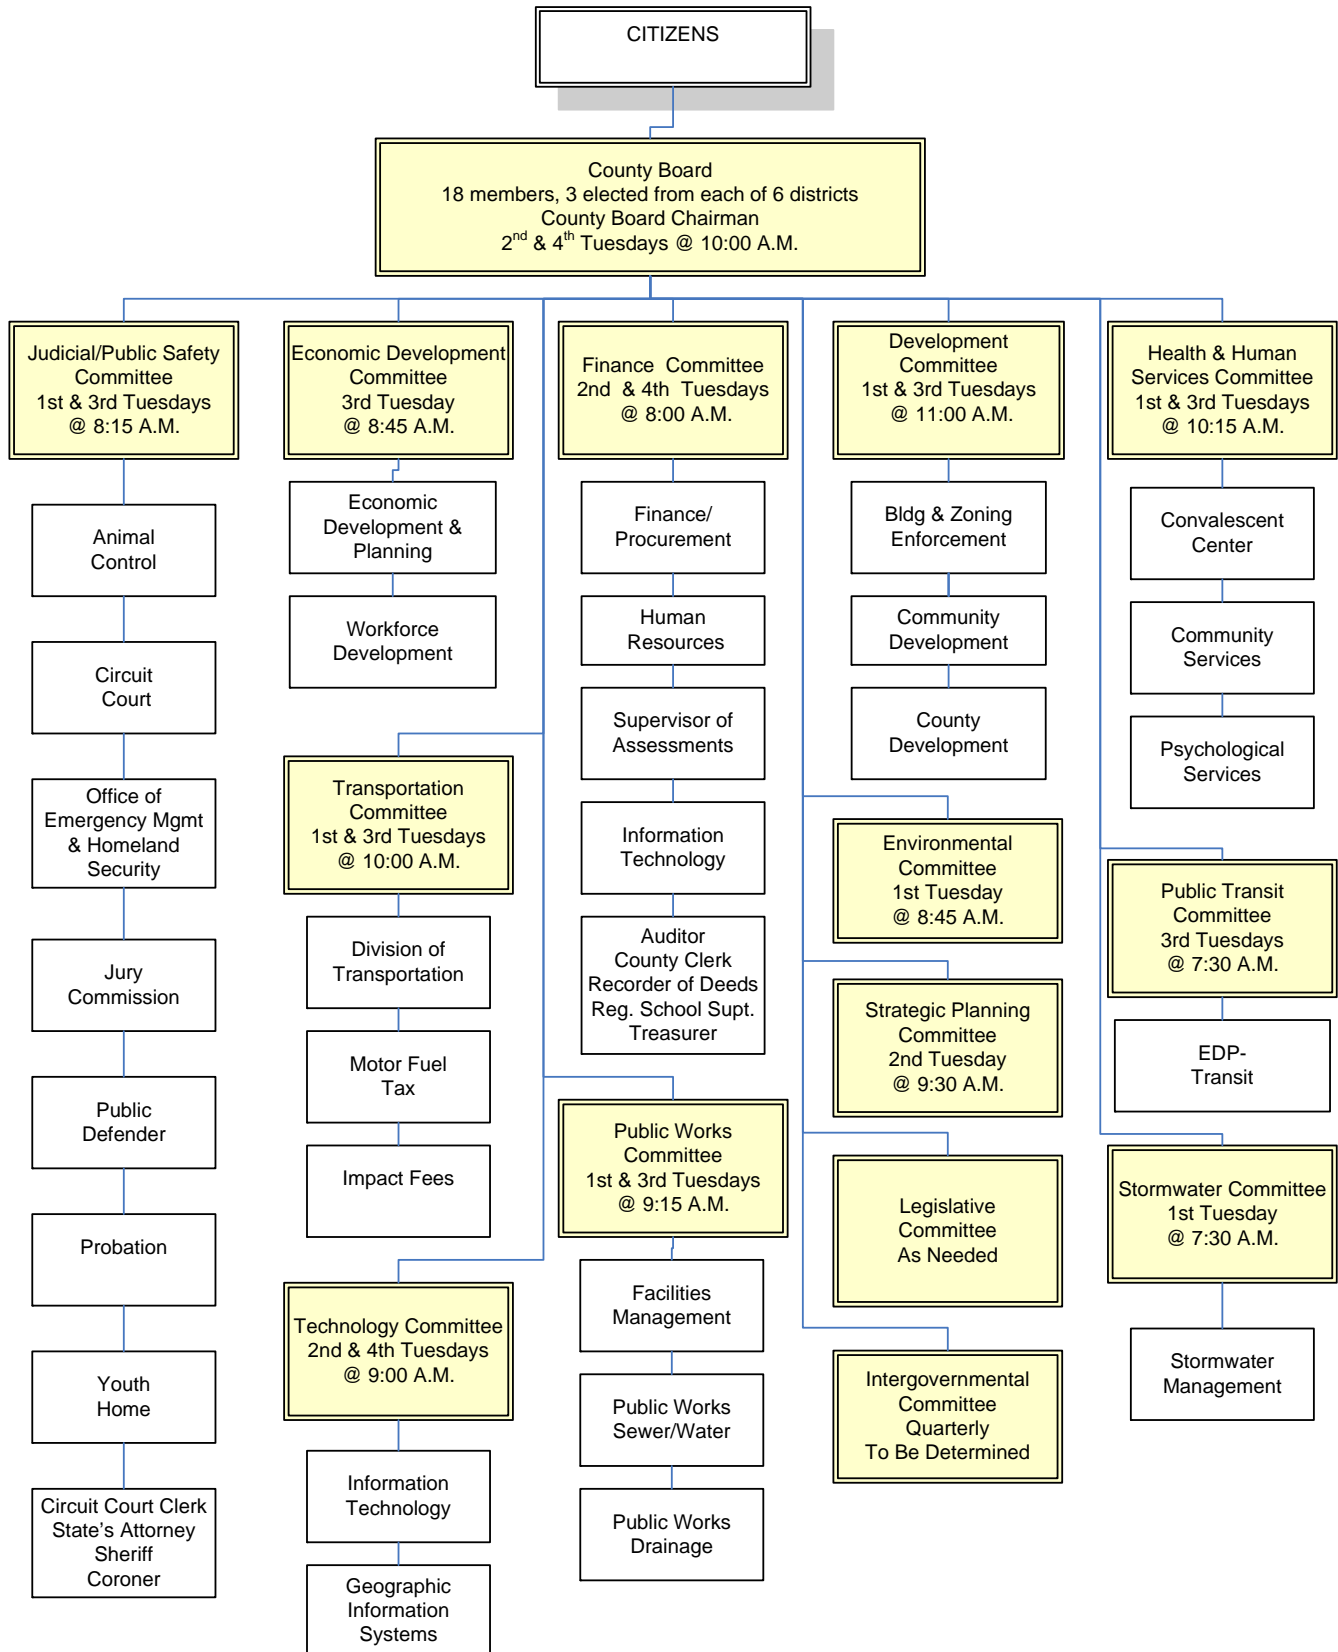 CITIZENS
County Board
18 members, 3 elected from each of 6 districts
County Board Chairman
2nd & 4th Tuesdays @ 10:00 A.M.
Judicial/Public Safety
Committee
1st & 3rd Tuesdays
@ 8:15 A.M.
Animal
Control
Circuit
Court
Office of
Emergency Mgmt
& Homeland
Security
Jury
Commission
Public
Defender
Probation
Youth
Home
Circuit Court Clerk
State’s Attorney
Sheriff
Coroner
Economic Development
Committee
3rd Tuesday
@ 8:45 A.M.
Economic
Development &
Planning
Workforce
Development
Transportation
Committee
1st & 3rd Tuesdays
@ 10:00 A.M.
Division of
Transportation
Motor Fuel
Tax
Impact Fees
Technology Committee
2nd & 4th Tuesdays
@ 9:00 A.M.
Information
Technology
Geographic
Information
Systems
Finance Committee
2nd & 4th Tuesdays
@ 8:00 A.M.
Finance/
Procurement
Human
Resources
Supervisor of
Assessments
Information
Technology
Auditor
County Clerk
Recorder of Deeds
Reg. School Supt.
Treasurer
Public Works
Committee
1st & 3rd Tuesdays
@ 9:15 A.M.
Facilities
Management
Public Works
Sewer/Water
Public Works
Drainage
Development
Committee
1st & 3rd Tuesdays
@ 11:00 A.M.
Bldg & Zoning
Enforcement
Community
Development
County
Development
Environmental
Committee
1st Tuesday
@ 8:45 A.M.
Strategic Planning
Committee
2nd Tuesday
@ 9:30 A.M.
Legislative
Committee
As Needed
Intergovernmental
Committee
Quarterly
To Be Determined
Health & Human
Services Committee
1st & 3rd Tuesdays
@ 10:15 A.M.
Convalescent
Center
Community
Services
Psychological
Services
Public Transit
Committee
3rd Tuesdays
@ 7:30 A.M.
EDP-
Transit
Stormwater Committee
1st Tuesday
@ 7:30 A.M.
Stormwater
Management